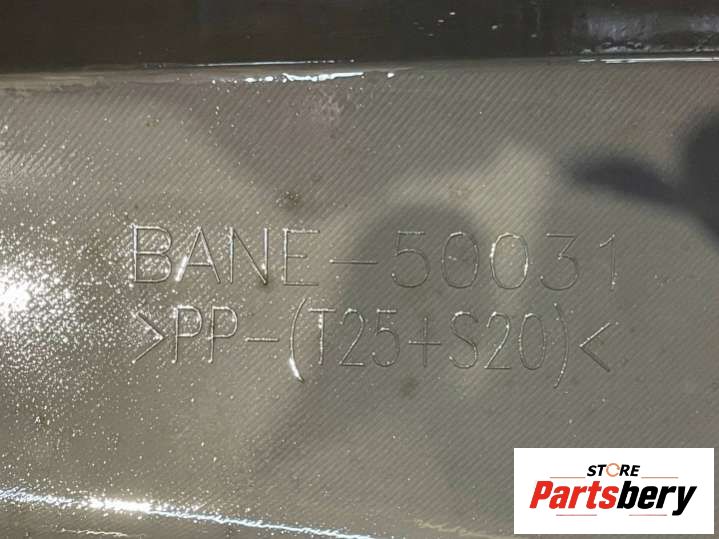 BANE-50031
>PP-(T25+S20)<
STORE
Partsbery